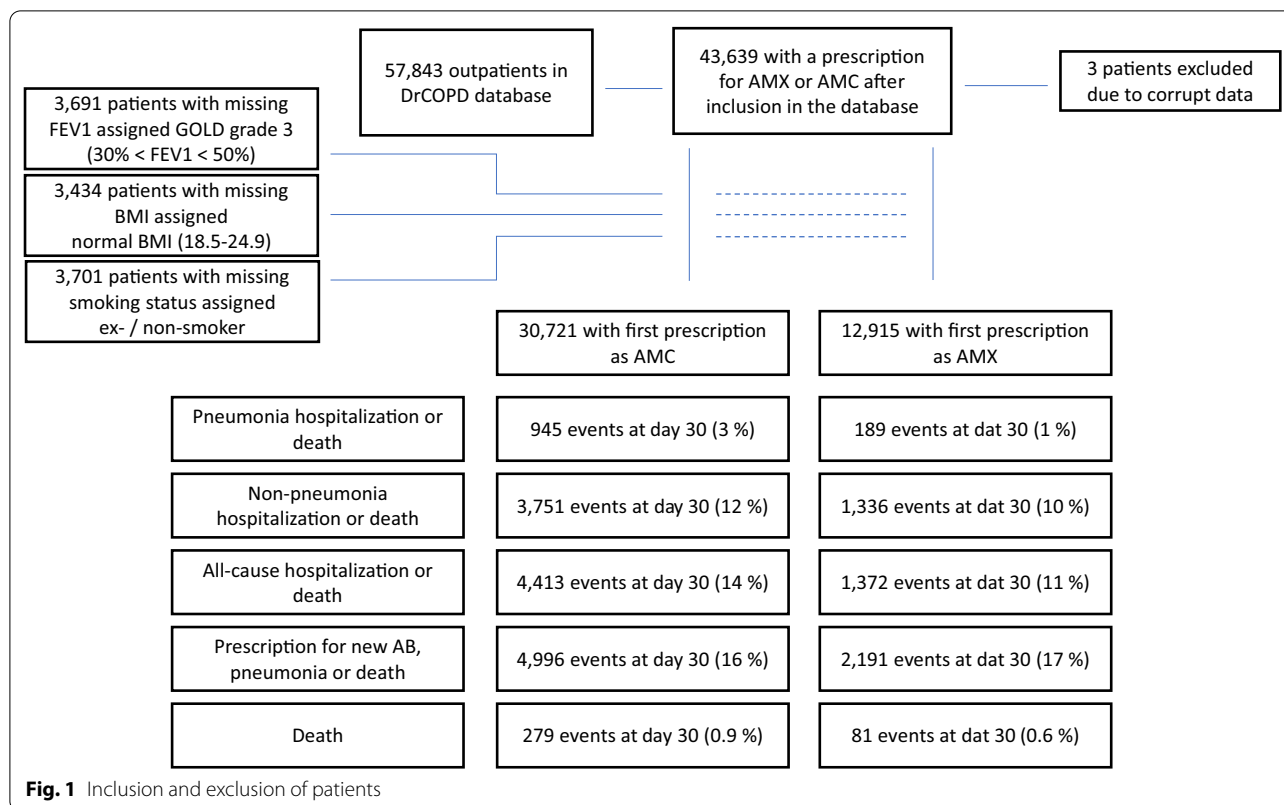 57,843 outpatients in
DrCOPD database
43,639 with a prescription
for AMX or AMC after
inclusion in the database
3 patients excluded
due to corrupt data
3,691 patients with missing
FEV1 assigned GOLD grade 3
(30% < FEV1 < 50%)
3,434 patients with missing
BMI assigned
normal BMI (18.5-24.9)
3,701 patients with missing
smoking status assigned
ex- / non-smoker
30,721 with first prescription
as AMC
12,915 with first prescription
as AMX
Pneumonia hospitalization or
death
945 events at day 30 (3 %)
189 events at dat 30 (1 %)
Non-pneumonia
hospitalization or death
3,751 events at day 30 (12 %)
1,336 events at dat 30 (10 %)
All-cause hospitalization or
death
4,413 events at day 30 (14 %)
1,372 events at dat 30 (11 %)
Prescription for new AB,
pneumonia or death
4,996 events at day 30 (16 %)
2,191 events at dat 30 (17 %)
Death
279 events at day 30 (0.9 %)
81 events at dat 30 (0.6 %)
Fig. 1 Inclusion and exclusion of patients